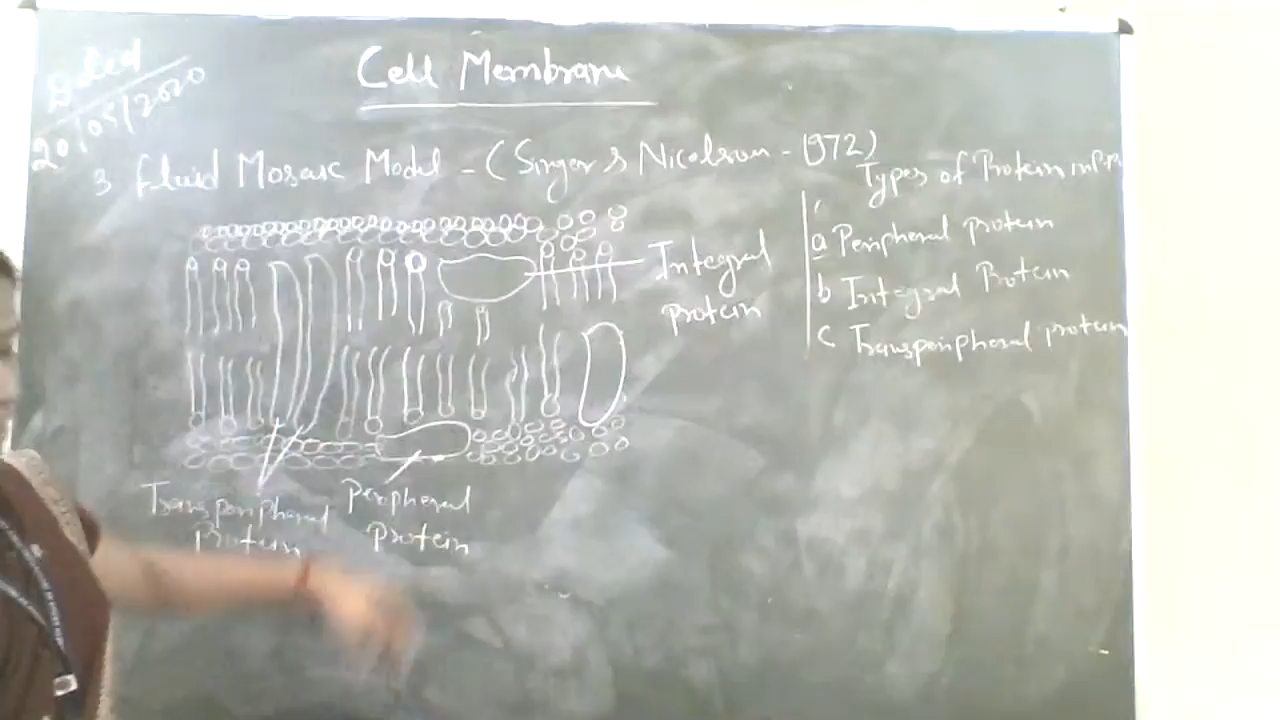 Dated
20/05/2020
Cell Membrane
3 Fluid Mosaic Model - (Singer & Nicolson - 1972)
Types of Protein in P.M
a Peripheral protein
b Integral Protein
c Transperipheral protein
Integral
protein
Transperipheral
Protein
Peripheral
Protein